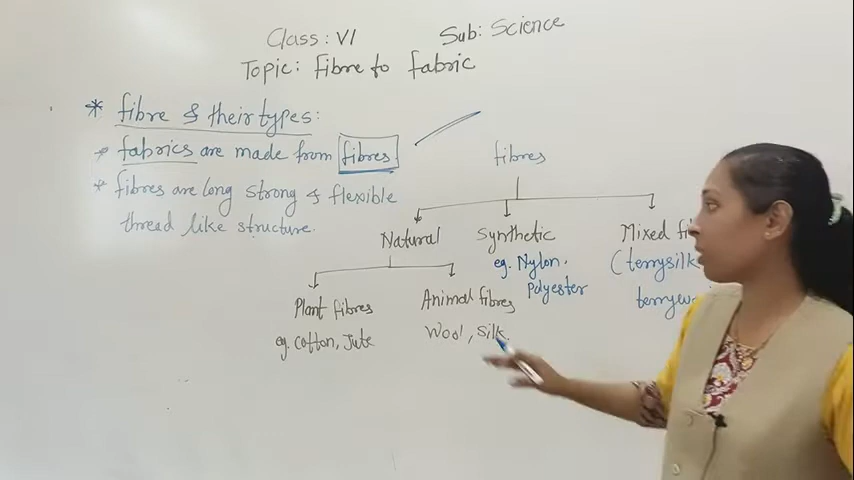 Class: VI Sub: Science
Topic: Fibre to fabric
* fibre & their types:
fabrics are made from fibres.
* fibres are long strong & flexible
thread like structure.
fibres
Natural Synthetic Mixed
eg. Nylon. (terrysilk
Polyester
Plant fibres Animal fibres
eg. Cotton, Jute Wool, Silk.